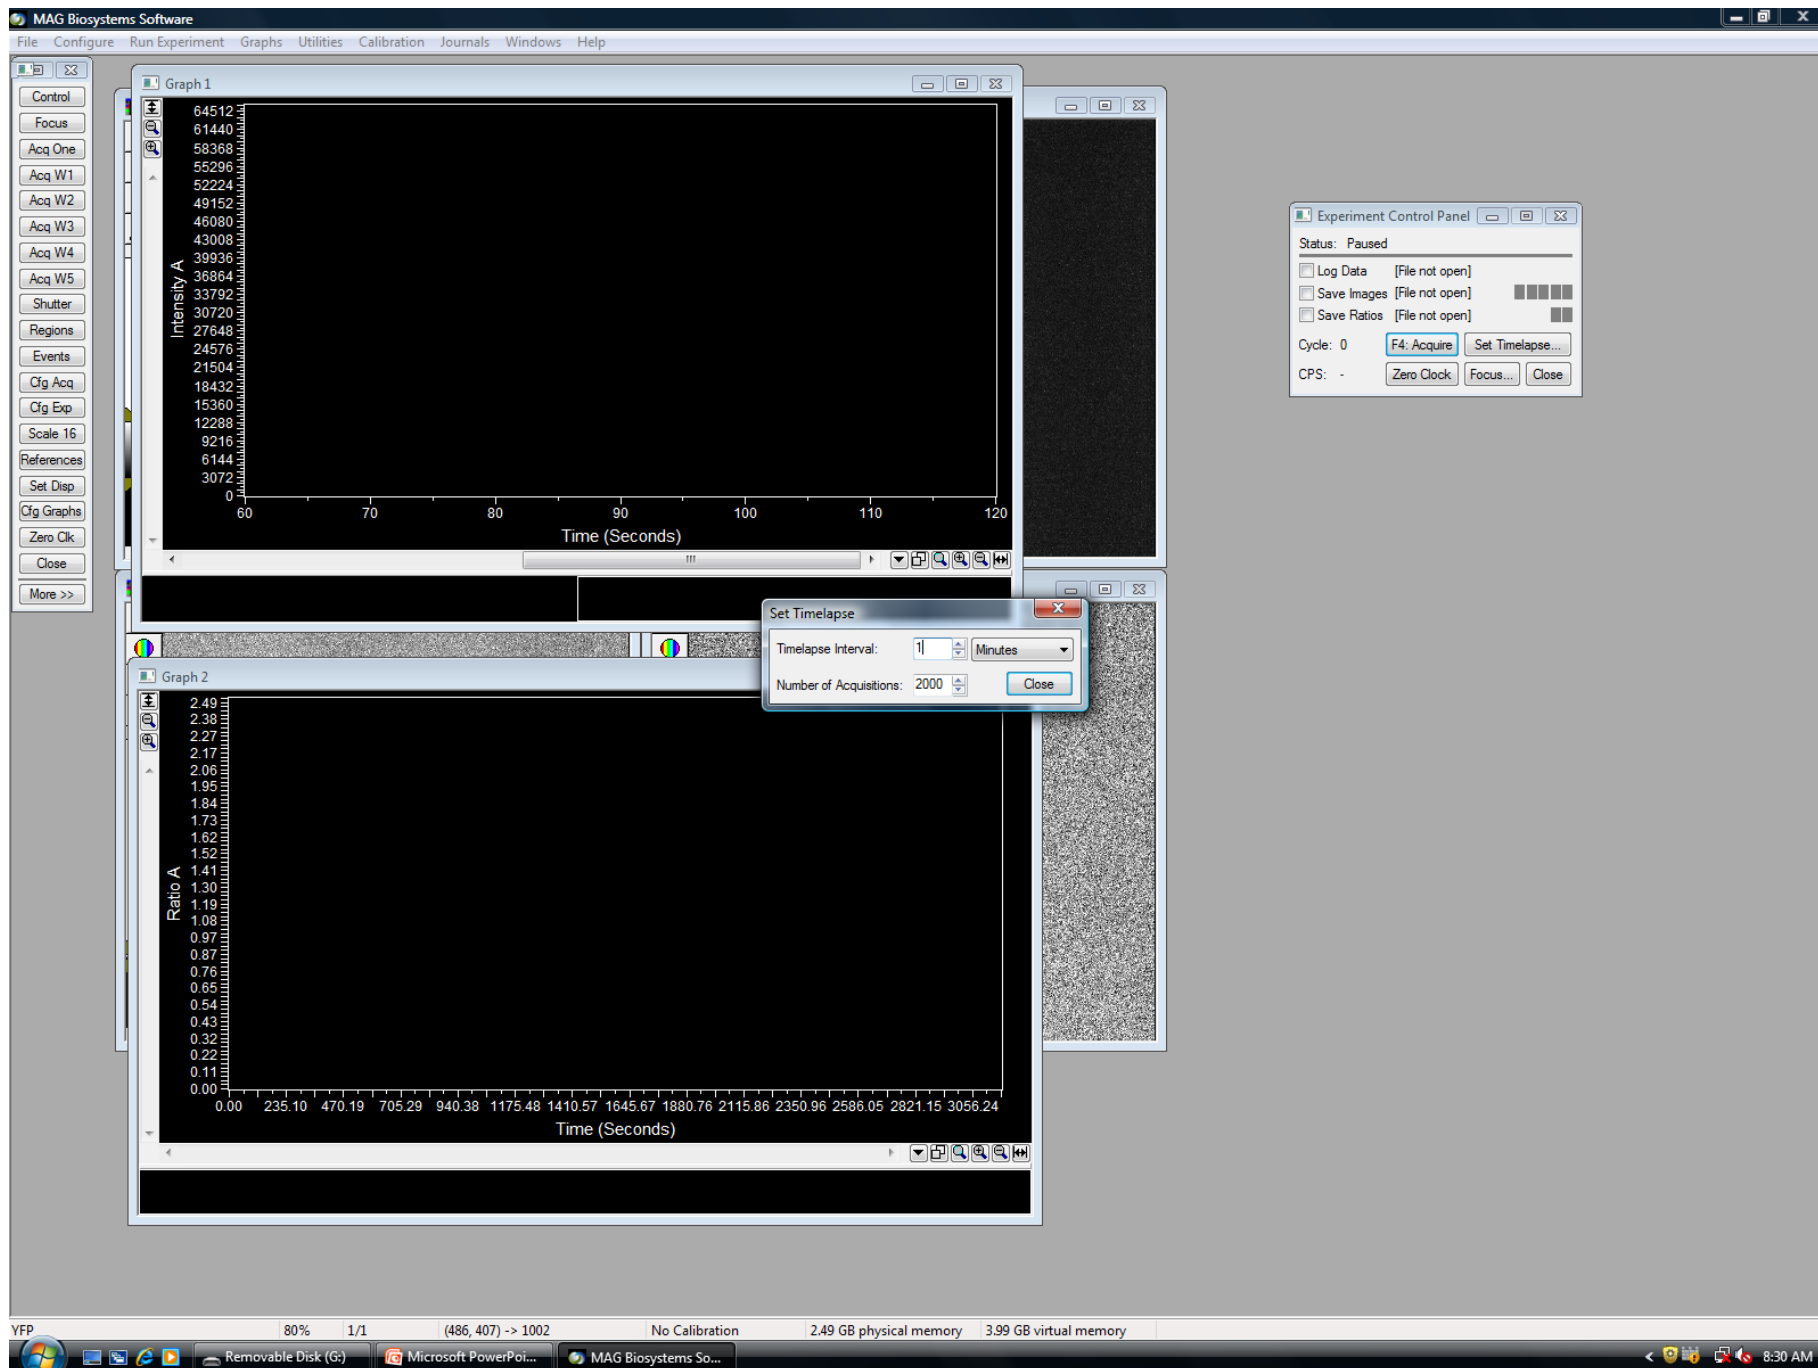 MAG Biosystems Software
File Configure Run Experiment Graphs Utilities Calibration Journals Windows Help
Control
Focus
Acq One
Acq W1
Acq W2
Acq W3
Acq W4
Acq W5
Shutter
Regions
Events
Cfg Acq
Cfg Exp
Scale 16
References
Set Disp
Cfg Graphs
Zero Clk
Close
More >>
Graph 1
64512
61440
58368
55296
52224
49152
46080
43008
39936
36864
33792
30720
27648
24576
21504
18432
15360
12288
9216
6144
3072
0
Intensity A
60 70 80 90 100 110 120
Time (Seconds)
Experiment Control Panel
Status: Paused
Log Data [File not open]
Save Images [File not open]
Save Ratios [File not open]
Cycle: 0 F4: Acquire Set Timelapse...
CPS: - Zero Clock Focus... Close
Set Timelapse
Timelapse Interval: 1 Minutes
Number of Acquisitions: 2000 Close
Graph 2
2.49
2.38
2.27
2.17
2.06
1.95
1.84
1.73
1.62
1.52
1.41
1.30
1.19
1.08
0.97
0.87
0.76
0.65
0.54
0.43
0.32
0.22
0.11
0.00
Ratio A
0.00 235.10 470.19 705.29 940.38 1175.48 1410.57 1645.67 1880.76 2115.86 2350.96 2586.05 2821.15 3056.24
Time (Seconds)
YFP 80% 1/1 (486, 407) -> 1002 No Calibration 2.49 GB physical memory 3.99 GB virtual memory
Removable Disk (G:) Microsoft PowerPoi... MAG Biosystems So... 8:30 AM